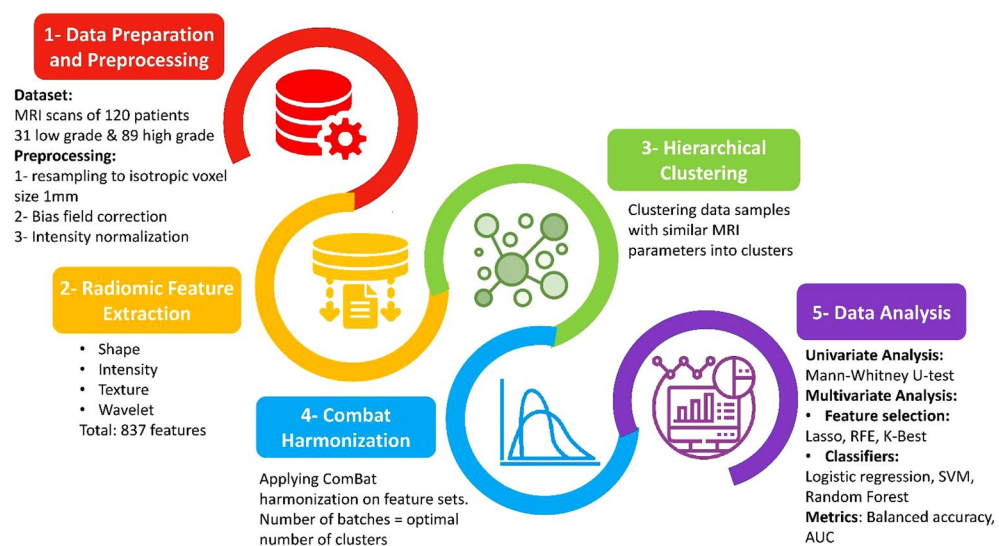 1- Data Preparation
and Preprocessing
Dataset:
MRI scans of 120 patients
31 low grade & 89 high grade
Preprocessing:
1- resampling to isotropic voxel
size 1mm
2- Bias field correction
3- Intensity normalization
2- Radiomic Feature
Extraction
• Shape
• Intensity
• Texture
• Wavelet
Total: 837 features
3- Hierarchical
Clustering
Clustering data samples
with similar MRI
parameters into clusters
4- Combat
Harmonization
Applying ComBat
harmonization on feature sets.
Number of batches = optimal
number of clusters
5- Data Analysis
Univariate Analysis:
Mann-Whitney U-test
Multivariate Analysis:
• Feature selection:
Lasso, RFE, K-Best
• Classifiers:
Logistic regression, SVM,
Random Forest
Metrics: Balanced accuracy,
AUC